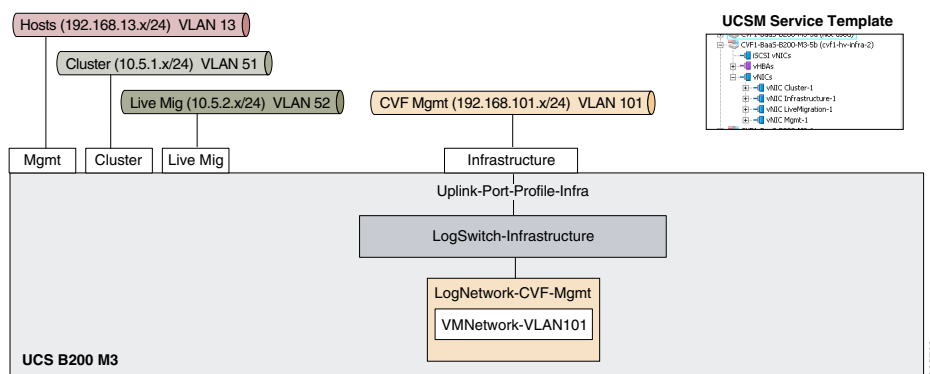 Hosts (192.168.13.x/24) VLAN 13
Cluster (10.5.1.x/24) VLAN 51
Live Mig (10.5.2.x/24) VLAN 52
CVF Mgmt (192.168.101.x/24) VLAN 101
UCSM Service Template
CVF1-BaaS-B200-M3-5b (cvf1-hv-infra-2)
iSCSI vNICs
vHBAs
vNICs
vNIC Cluster-1
vNIC Infrastructure-1
vNIC LiveMigration-1
vNIC Mgmt-1
Mgmt
Cluster
Live Mig
Infrastructure
Uplink-Port-Profile-Infra
LogSwitch-Infrastructure
LogNetwork-CVF-Mgmt
VMNetwork-VLAN101
UCS B200 M3